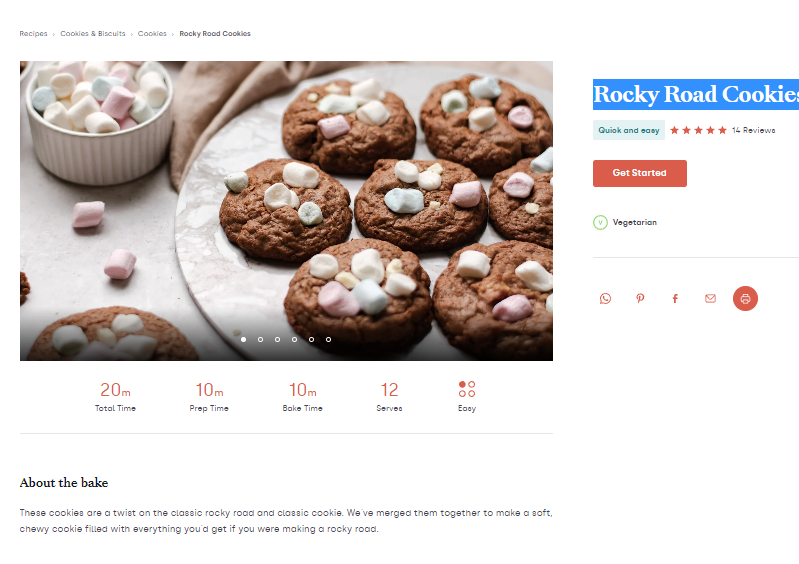 Recipes › Cookies & Biscuits › Cookies › Rocky Road Cookies
Rocky Road Cookies
Quick and easy ★★★★★ 14 Reviews
Get Started
V Vegetarian
20m
Total Time
10m
Prep Time
10m
Bake Time
12
Serves
Easy
About the bake
These cookies are a twist on the classic rocky road and classic cookie. We've merged them together to make a soft,
chewy cookie filled with everything you'd get if you were making a rocky road.